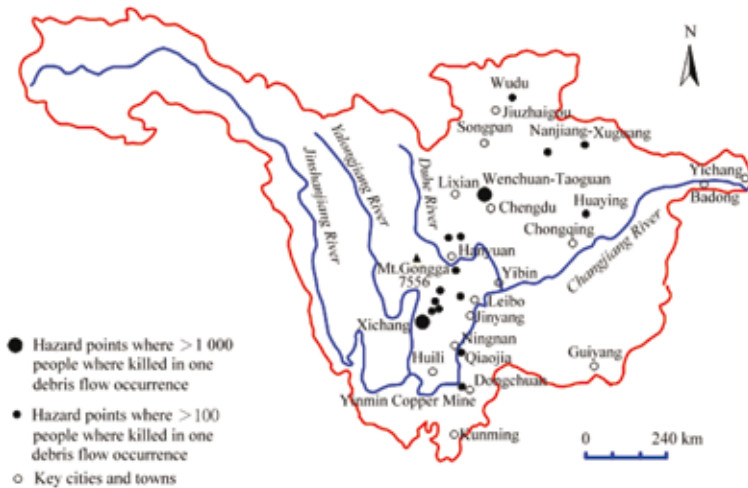 N
Wudu
Jiuzhaigou
Songpan
Nanjiang-Xuguang
Yalongjiang River
Jinshanjiang River
Duhe River
Lixian
Wenchuan-Taoguan
Chengdu
Huaying
Yichang
Badong
Chongqing
Changjiang River
Hanyuan
Mt.Gongga
7556
Yibin
Leibo
Jinyang
Xichang
Ningnan
Qiaojia
Huili
Guiyang
Dongchuan
Yinmin Copper Mine
Kunming
Hazard points where >1 000
people where killed in one
debris flow occurrence
Hazard points where >100
people where killed in one
debris flow occurrence
Key cities and towns
0 240 km